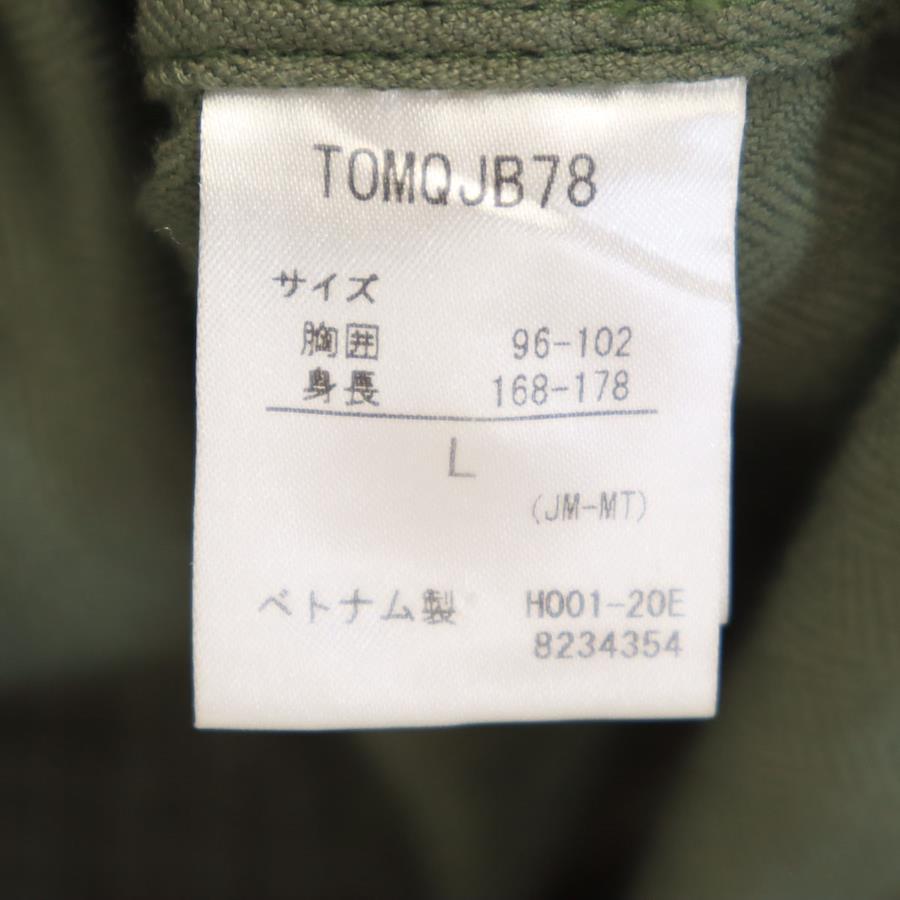 TOMQJB78
サイズ
胸囲 96-102
身長 168-178
L
(JM-MT)
ベトナム製 H001-20E
8234354